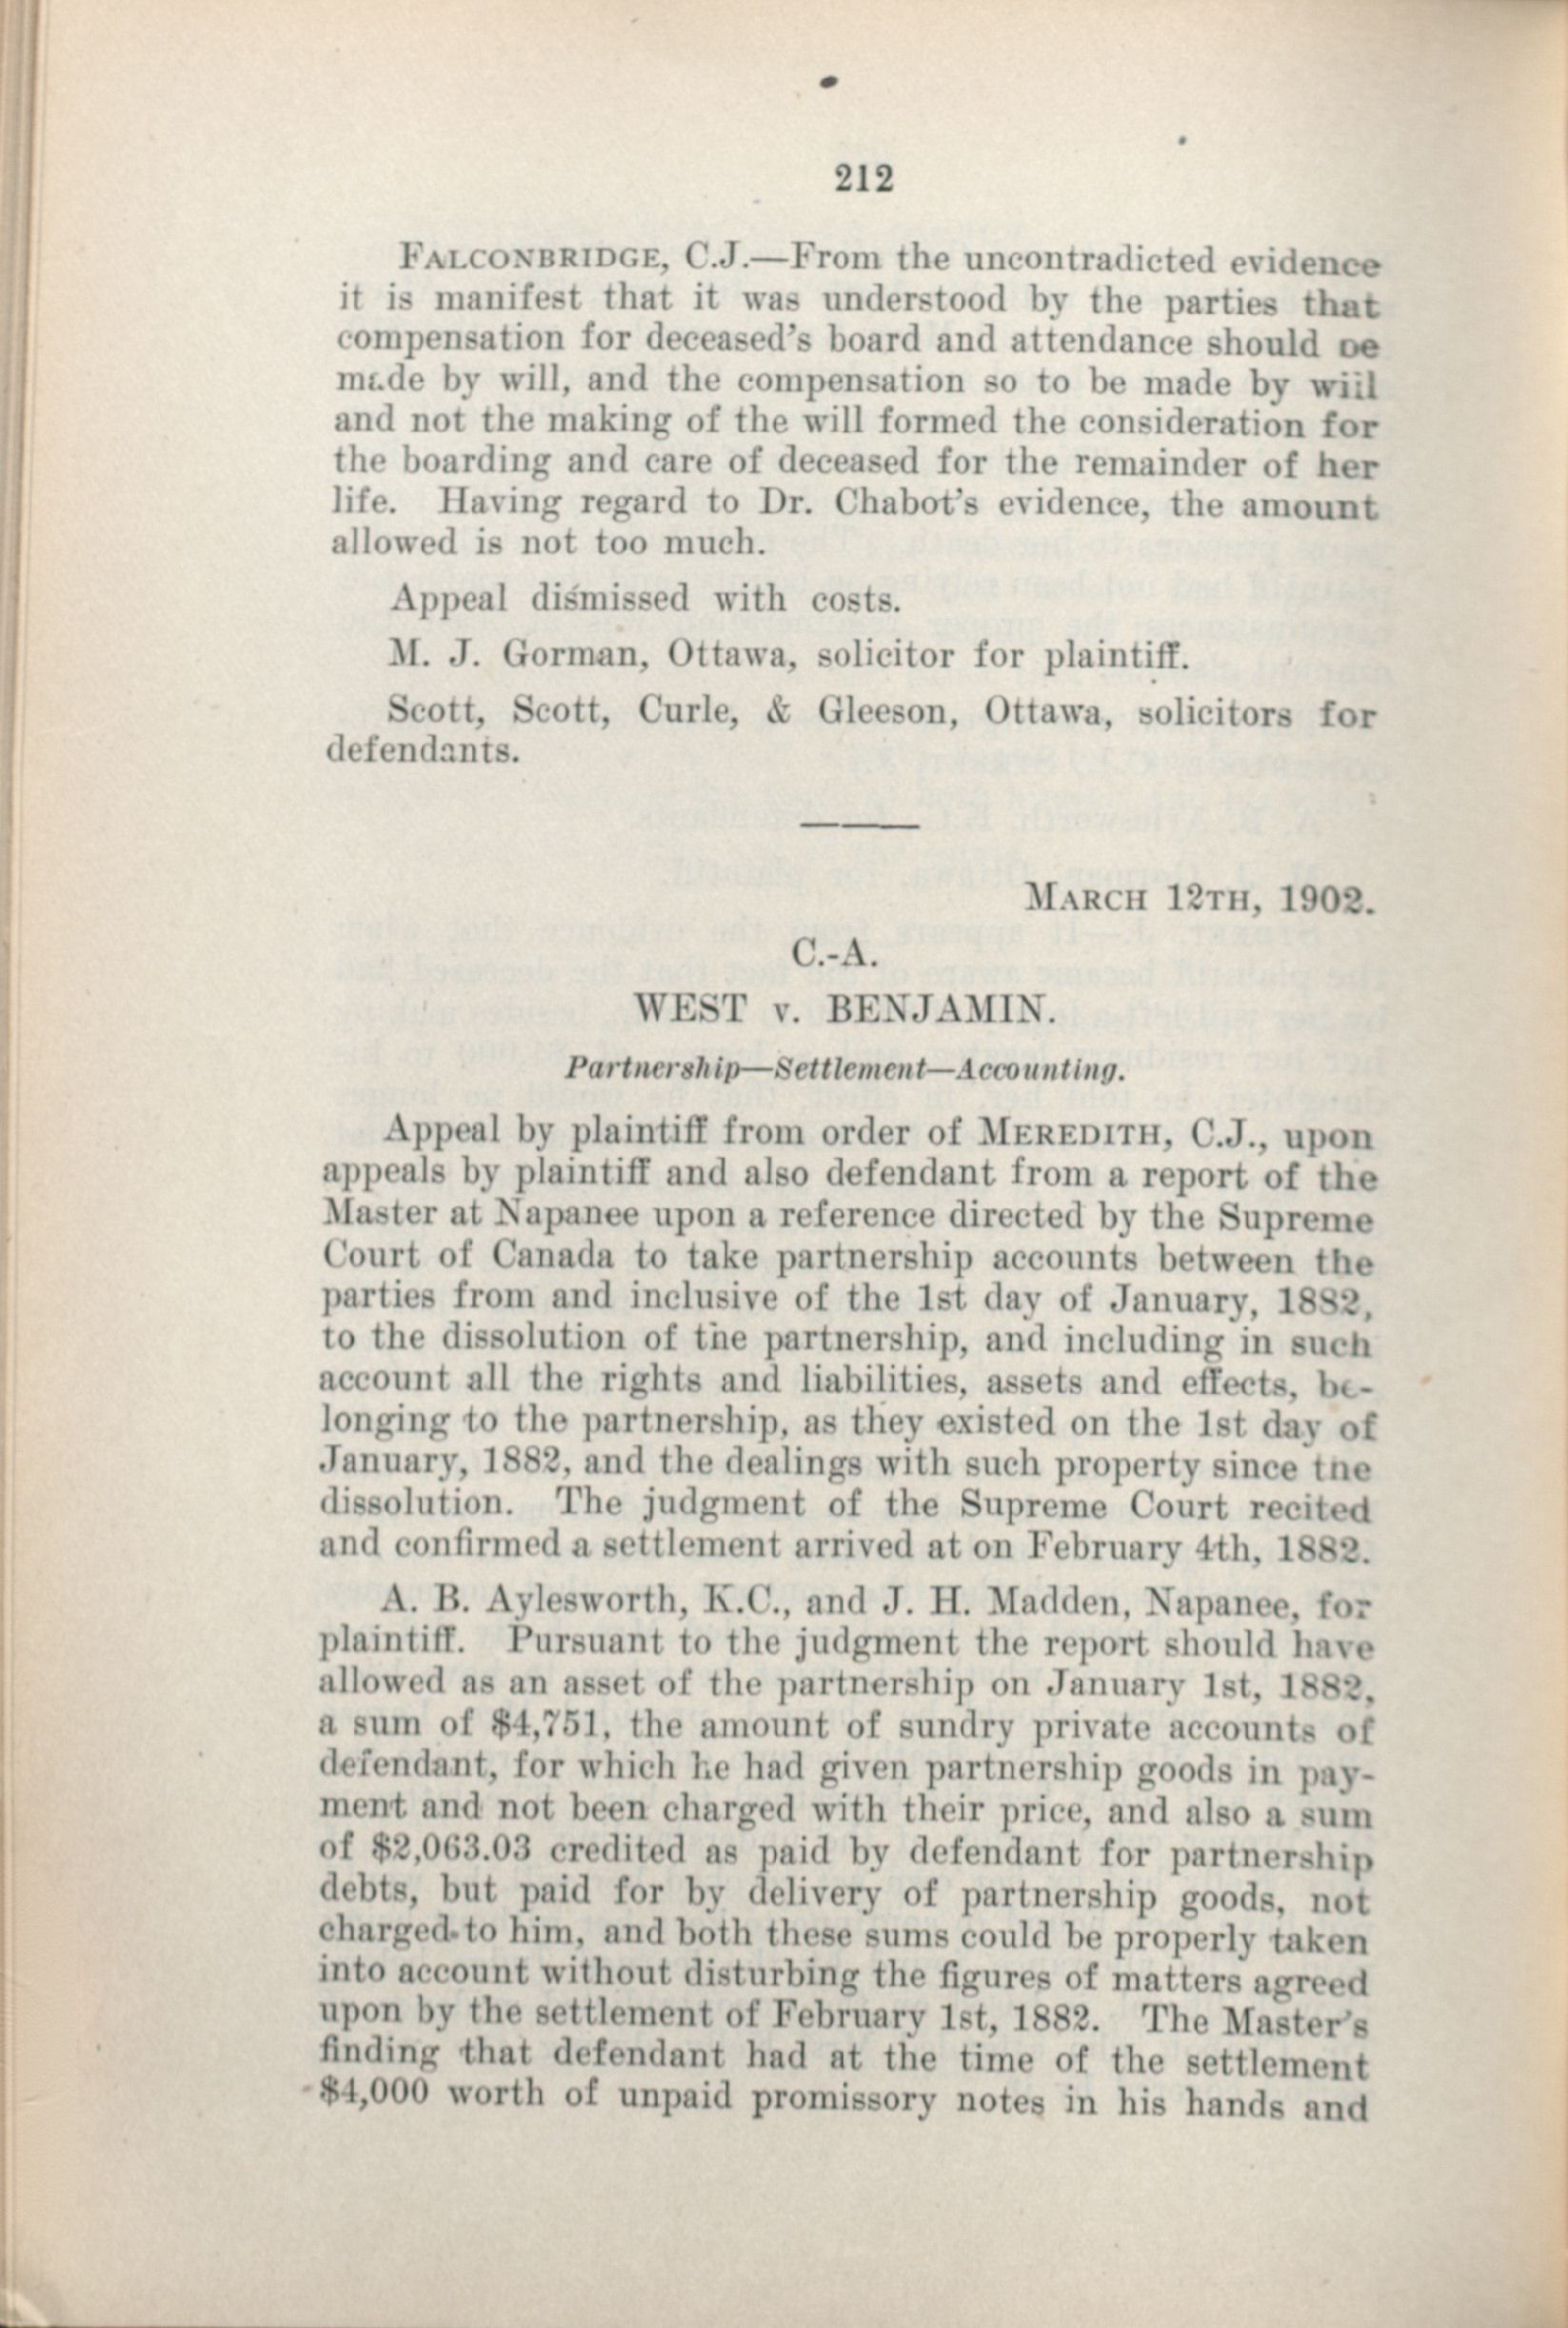 212
FALCONBRIDGE, C.J.—From the uncontradicted evidence
it is manifest that it was understood by the parties that
compensation for deceased's board and attendance should be
made by will, and the compensation so to be made by will
and not the making of the will formed the consideration for
the boarding and care of deceased for the remainder of her
life. Having regard to Dr. Chabot's evidence, the amount
allowed is not too much.
Appeal dismissed with costs.
M. J. Gorman, Ottawa, solicitor for plaintiff.
Scott, Scott, Curle, & Gleeson, Ottawa, solicitors for
defendants.
MARCH 12TH, 1902.
C.-A.
WEST v. BENJAMIN.
Partnership—Settlement—Accounting.
Appeal by plaintiff from order of MEREDITH, C.J., upon
appeals by plaintiff and also defendant from a report of the
Master at Napanee upon a reference directed by the Supreme
Court of Canada to take partnership accounts between the
parties from and inclusive of the 1st day of January, 1882,
to the dissolution of the partnership, and including in such
account all the rights and liabilities, assets and effects, be-
longing to the partnership, as they existed on the 1st day of
January, 1882, and the dealings with such property since the
dissolution. The judgment of the Supreme Court recited
and confirmed a settlement arrived at on February 4th, 1882.
A. B. Aylesworth, K.C., and J. H. Madden, Napanee, for
plaintiff. Pursuant to the judgment the report should have
allowed as an asset of the partnership on January 1st, 1882,
a sum of $4,751, the amount of sundry private accounts of
defendant, for which he had given partnership goods in pay-
ment and not been charged with their price, and also a sum
of $2,063.03 credited as paid by defendant for partnership
debts, but paid for by delivery of partnership goods, not
charged to him, and both these sums could be properly taken
into account without disturbing the figures of matters agreed
upon by the settlement of February 1st, 1882. The Master's
finding that defendant had at the time of the settlement
$4,000 worth of unpaid promissory notes in his hands and